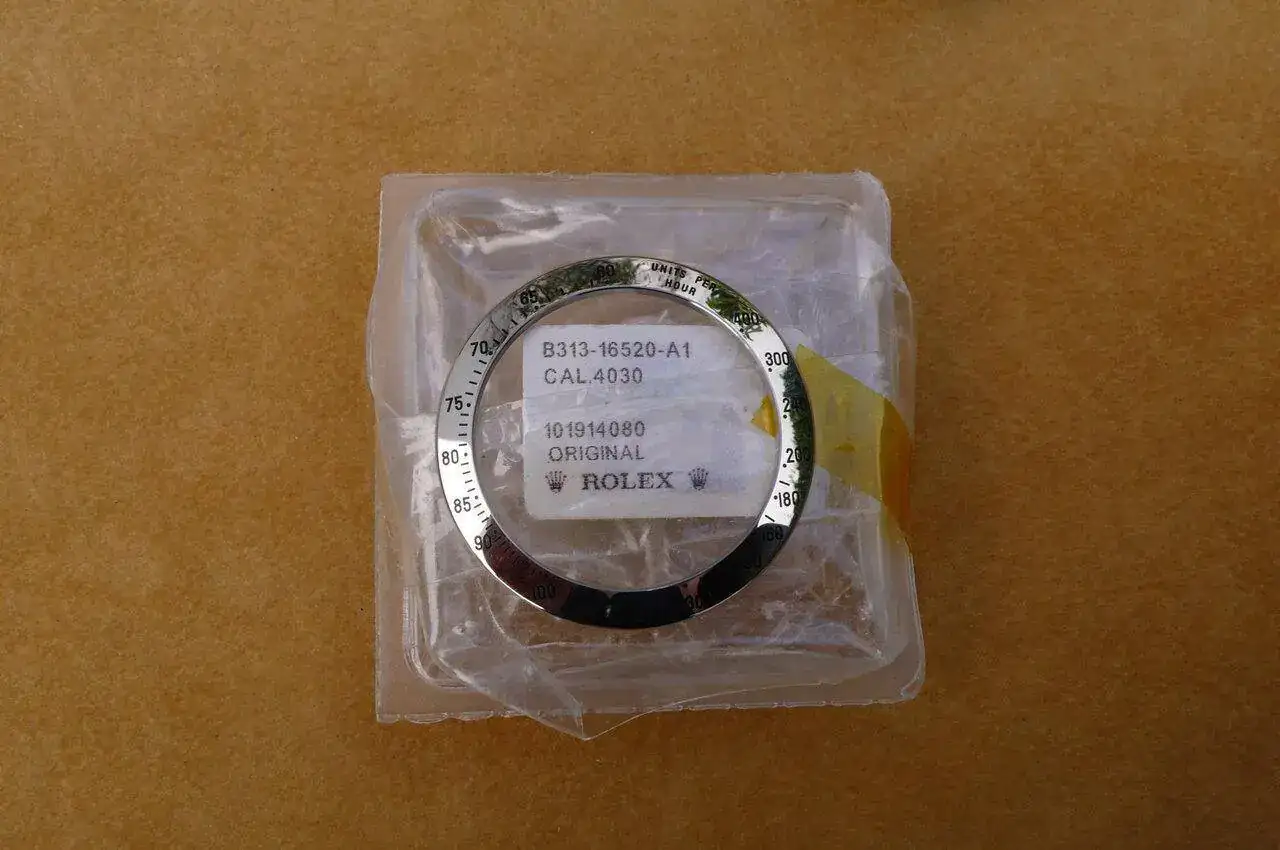 UNITS PER
HOUR
400
300
200
180
100
90
85
80
75
70
65
60
B313-16520-A1
CAL.4030
101914080
ORIGINAL
ROLEX